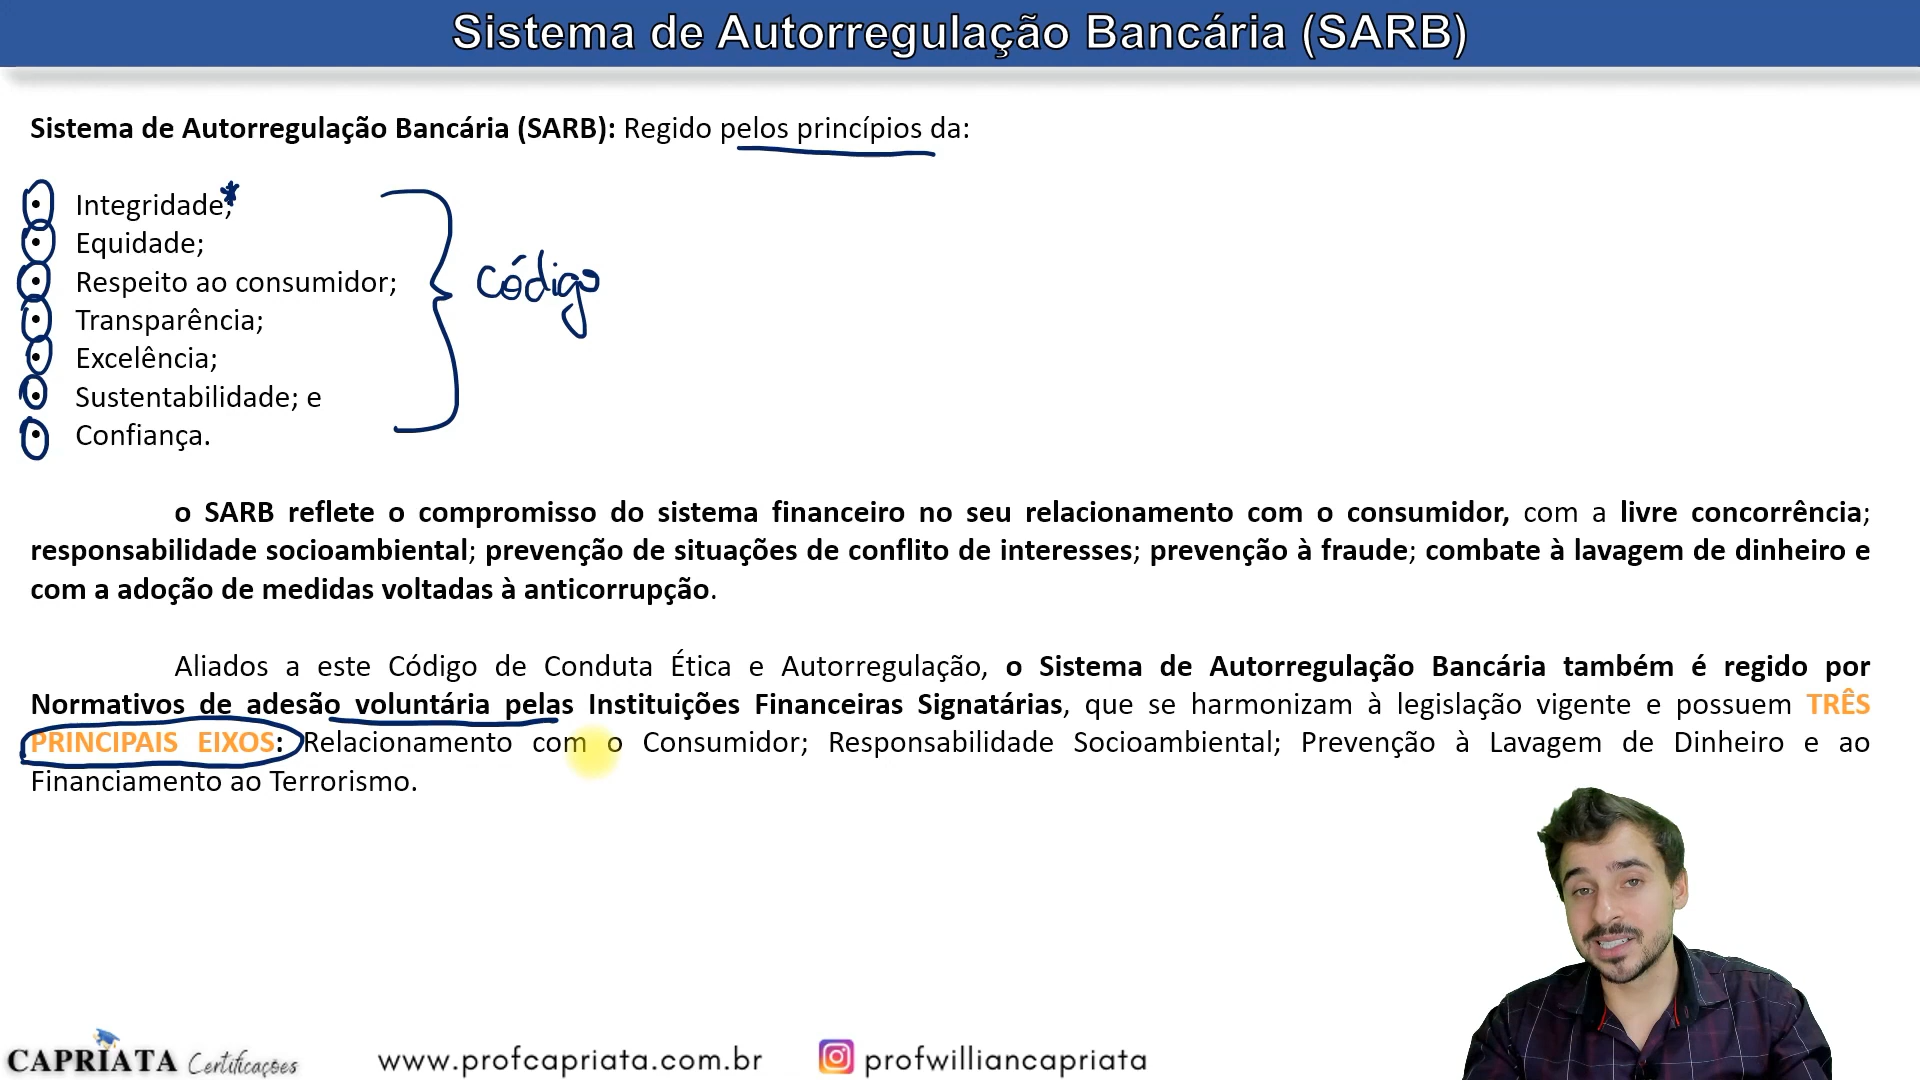 Sistema de Autorregulação Bancária (SARB)
Sistema de Autorregulação Bancária (SARB): Regido pelos princípios da:
• Integridade;*
• Equidade;
• Respeito ao consumidor;
• Transparência;
• Excelência;
• Sustentabilidade; e
• Confiança.
Código
o SARB reflete o compromisso do sistema financeiro no seu relacionamento com o consumidor, com a livre concorrência;
responsabilidade socioambiental; prevenção de situações de conflito de interesses; prevenção à fraude; combate à lavagem de dinheiro e
com a adoção de medidas voltadas à anticorrupção.
Aliados a este Código de Conduta Ética e Autorregulação, o Sistema de Autorregulação Bancária também é regido por
Normativos de adesão voluntária pelas Instituições Financeiras Signatárias, que se harmonizam à legislação vigente e possuem TRÊS
PRINCIPAIS EIXOS: Relacionamento com o Consumidor; Responsabilidade Socioambiental; Prevenção à Lavagem de Dinheiro e ao
Financiamento ao Terrorismo.
CAPRIATA Certificações
www.profcapriata.com.br
profwilliancapriata